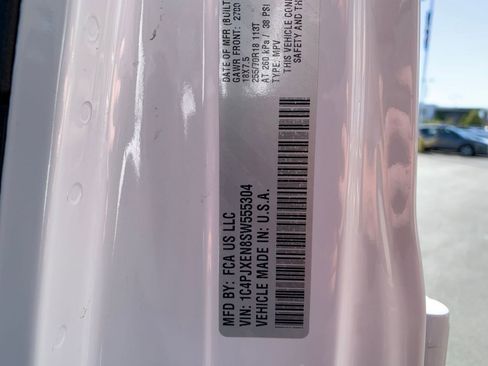 DATE OF MFR (BUILT
GAWR FRONT: 2700
18X7.5
255/70R18 113T
AT 260 kPa / 38 PSI
THIS VEHICLE CON
SAFETY AND TH
TYPE: MPV
MFD BY: FCA US LLC
VIN: 1C4PJXEN8SW555304
VEHICLE MADE IN: U.S.A.